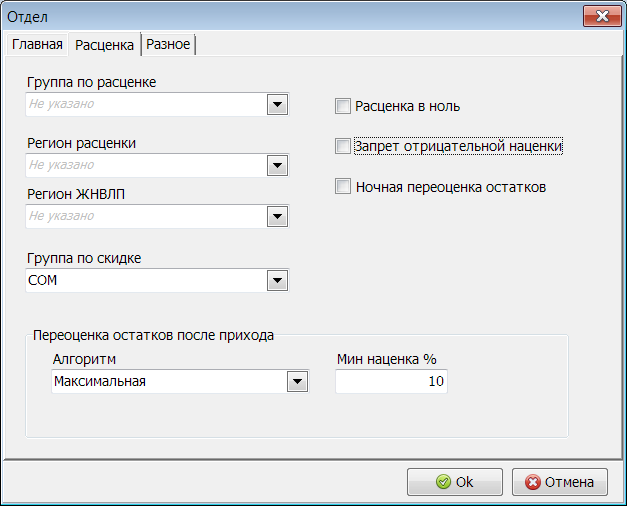 Отдел
Главная Расценка Разное
Группа по расценке
Не указано
Расценка в ноль
Регион расценки
Запрет отрицательной наценки
Не указано
Ночная переоценка остатков
Регион ЖНВЛП
Не указано
Группа по скидке
COM
Переоценка остатков после прихода
Алгоритм Мин наценка %
Максимальная 10
Ok Отмена